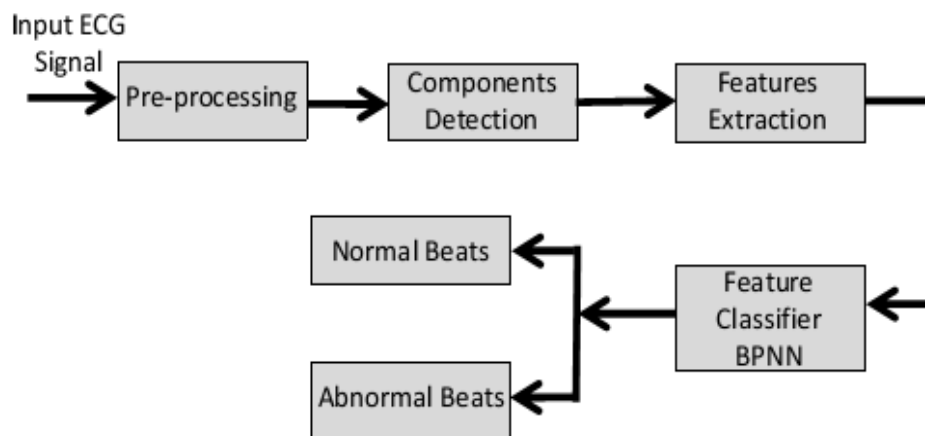 Input ECG
Signal
Pre-processing
Components
Detection
Features
Extraction
Normal Beats
Feature
Classifier
BPNN
Abnormal Beats